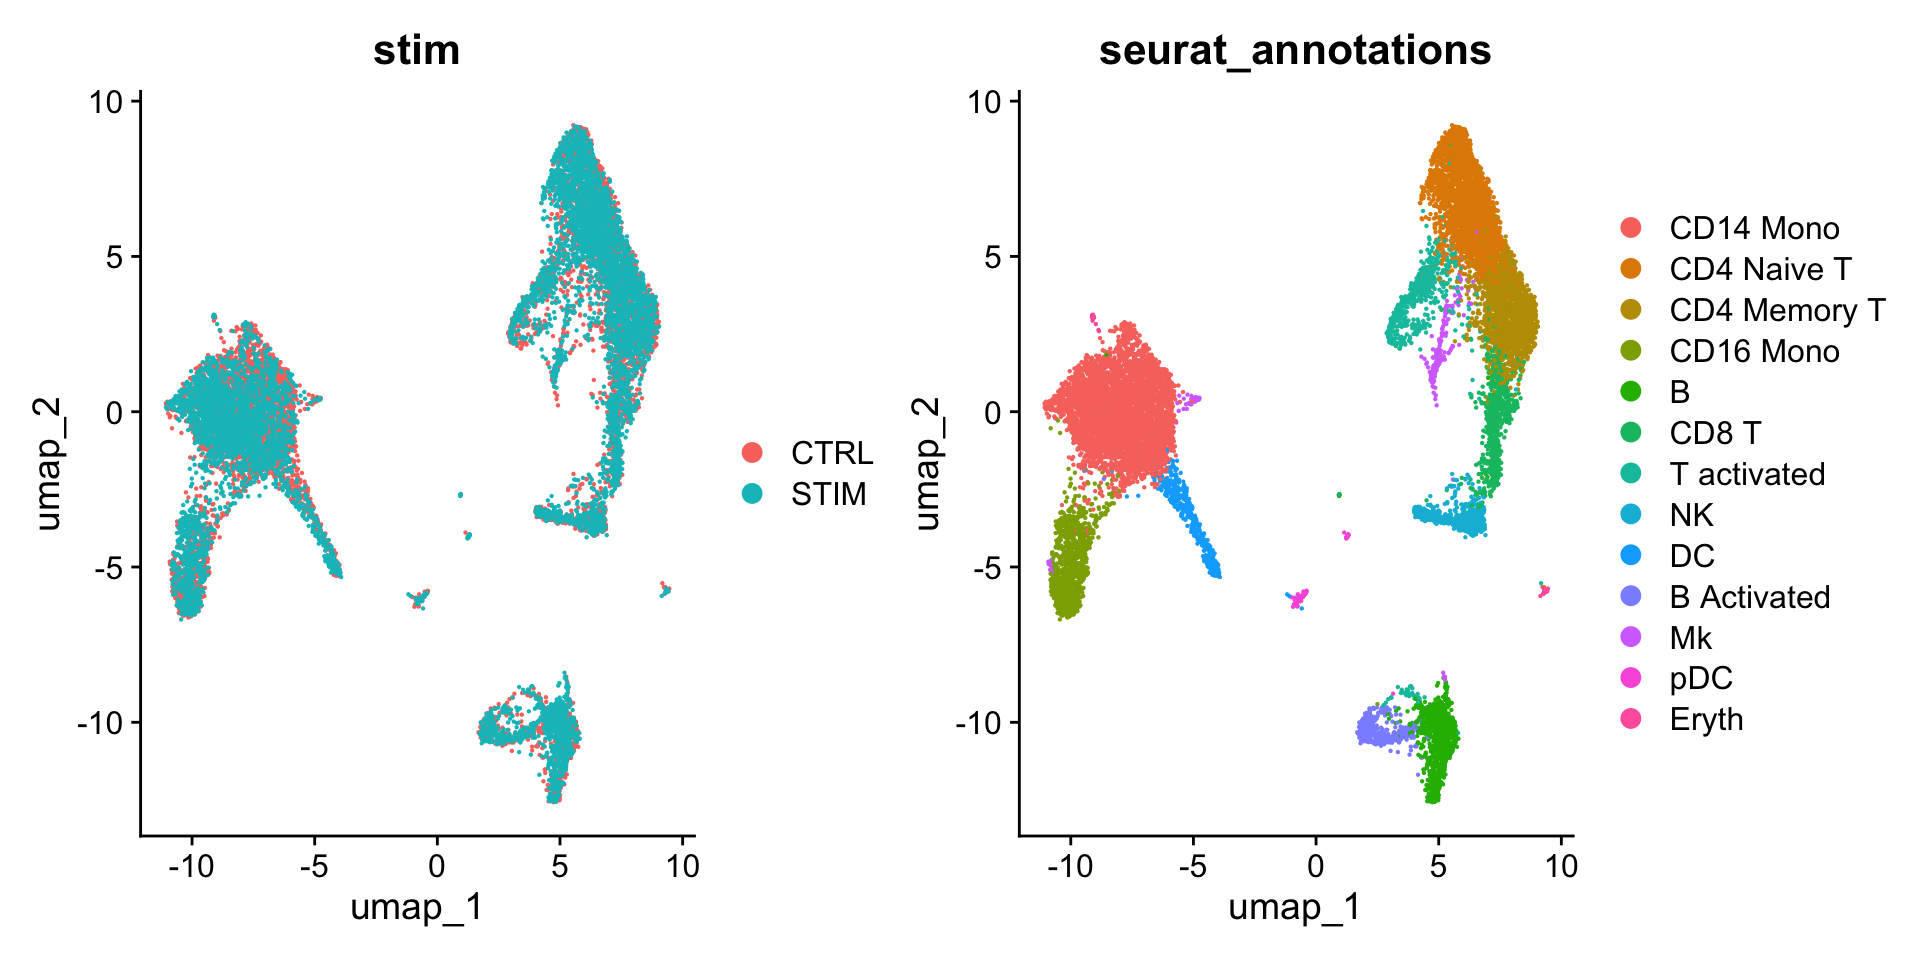 stim
10
5
0
-5
-10
umap_2
-10
-5
0
5
10
umap_1
CTRL
STIM
seurat_annotations
10
5
0
-5
-10
umap_2
-10
-5
0
5
10
umap_1
CD14 Mono
CD4 Naive T
CD4 Memory T
CD16 Mono
B
CD8 T
T activated
NK
DC
B Activated
Mk
pDC
Eryth